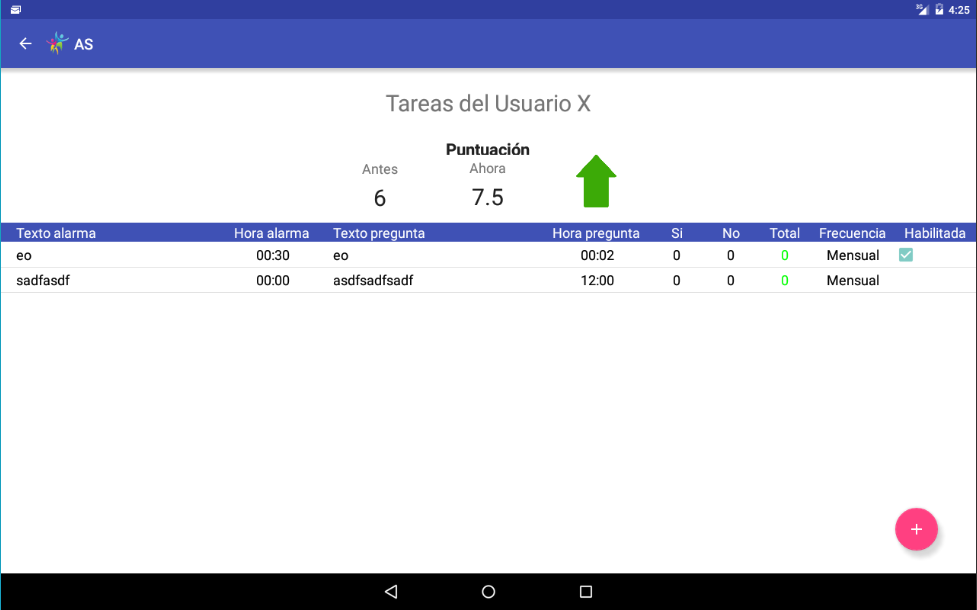 3G 4:25
AS
Tareas del Usuario X
Puntuación
Antes Ahora
6 7.5
Texto alarma Hora alarma Texto pregunta Hora pregunta Si No Total Frecuencia Habilitada
eo 00:30 eo 00:02 0 0 0 Mensual
sadfasdf 00:00 asdfsadfsadf 12:00 0 0 0 Mensual
+